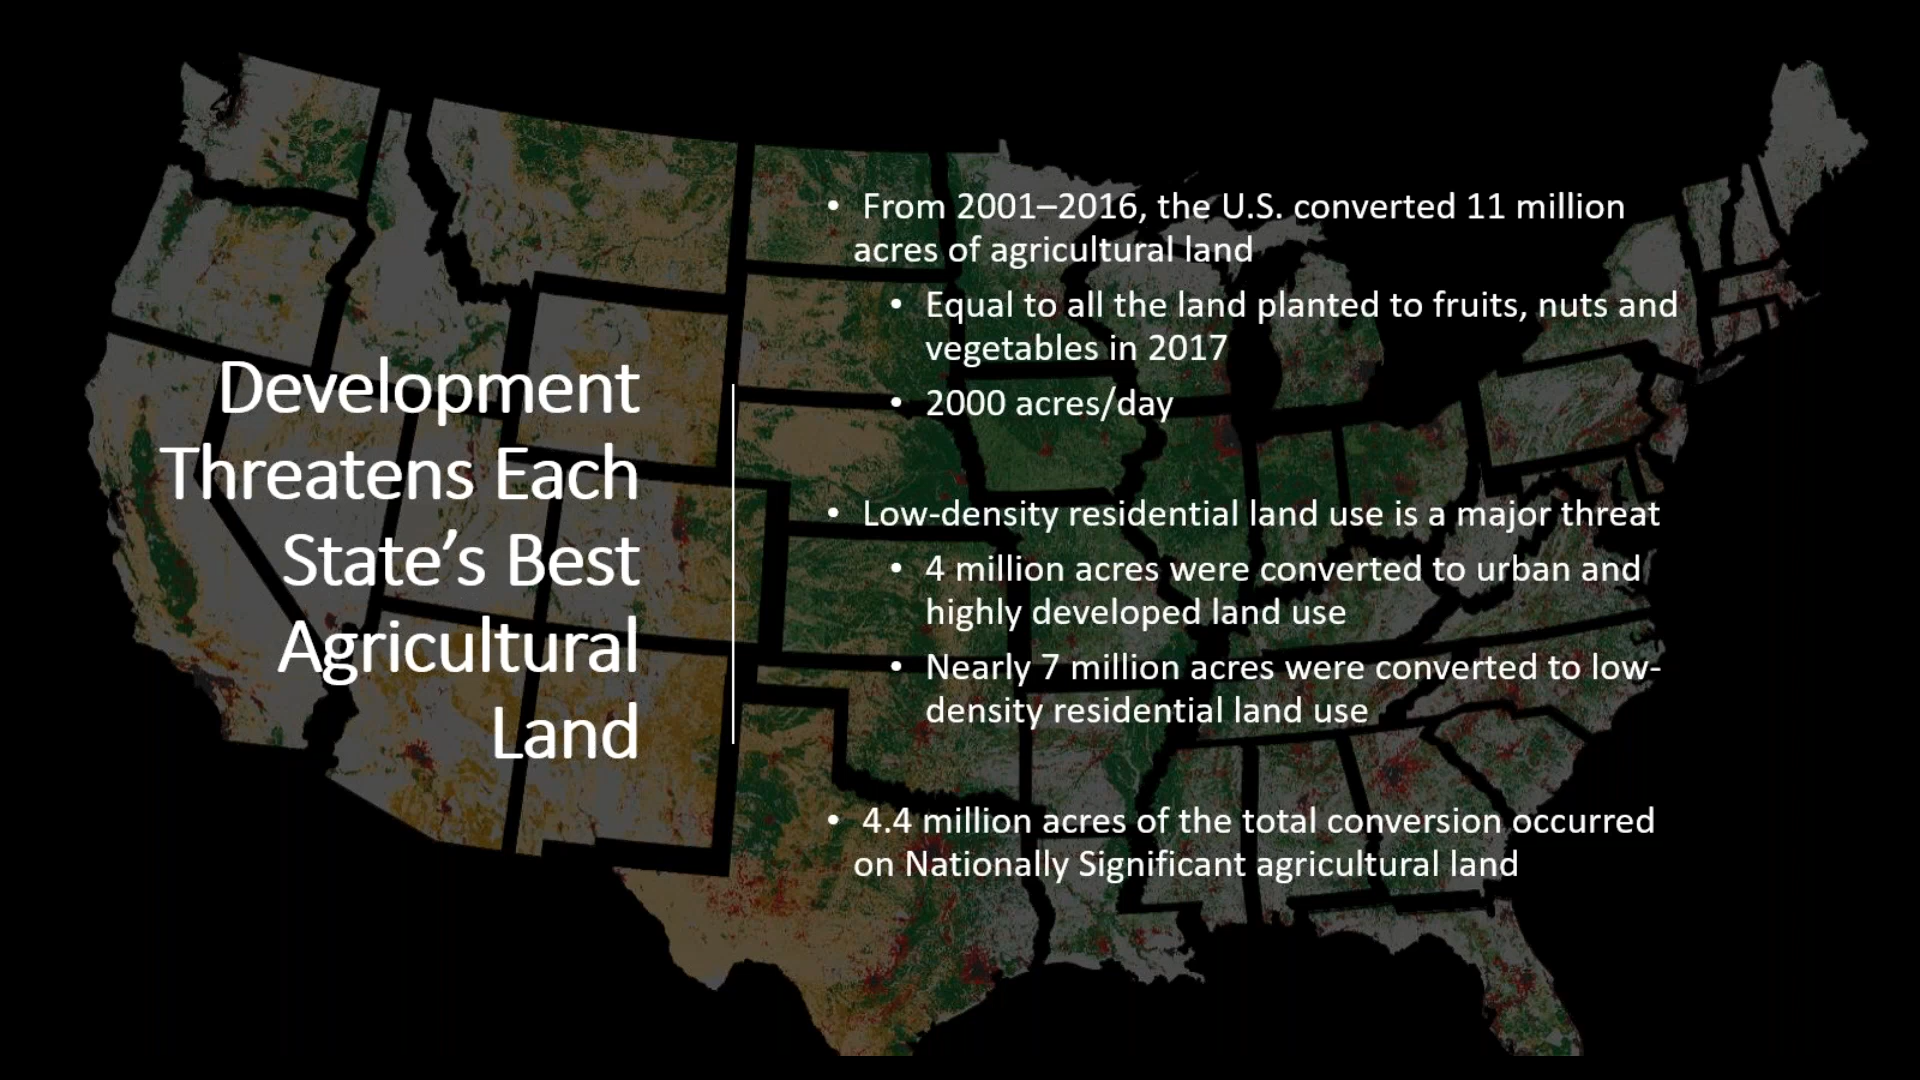 Development
Threatens Each
State’s Best
Agricultural
Land
• From 2001–2016, the U.S. converted 11 million
acres of agricultural land
• Equal to all the land planted to fruits, nuts and
vegetables in 2017
• 2000 acres/day
• Low-density residential land use is a major threat
• 4 million acres were converted to urban and
highly developed land use
• Nearly 7 million acres were converted to low-
density residential land use
• 4.4 million acres of the total conversion occurred
on Nationally Significant agricultural land